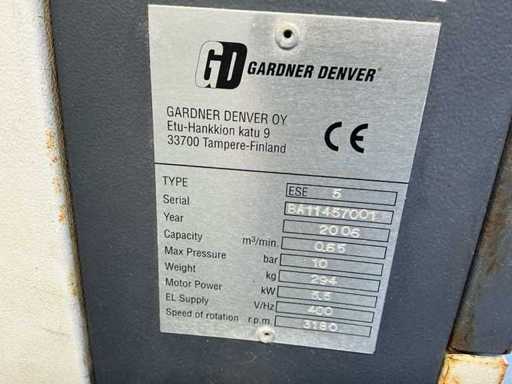 GD GARDNER DENVER®
GARDNER DENVER OY
Etu-Hankkion katu 9
33700 Tampere-Finland
CE
TYPE ESE 5
Serial BA11457001
Year 2006
Capacity m³/min. 0.65
Max Pressure bar 10
Weight kg 294
Motor Power kW 5.5
EL Supply V/Hz 400
Speed of rotation r.p.m 3180